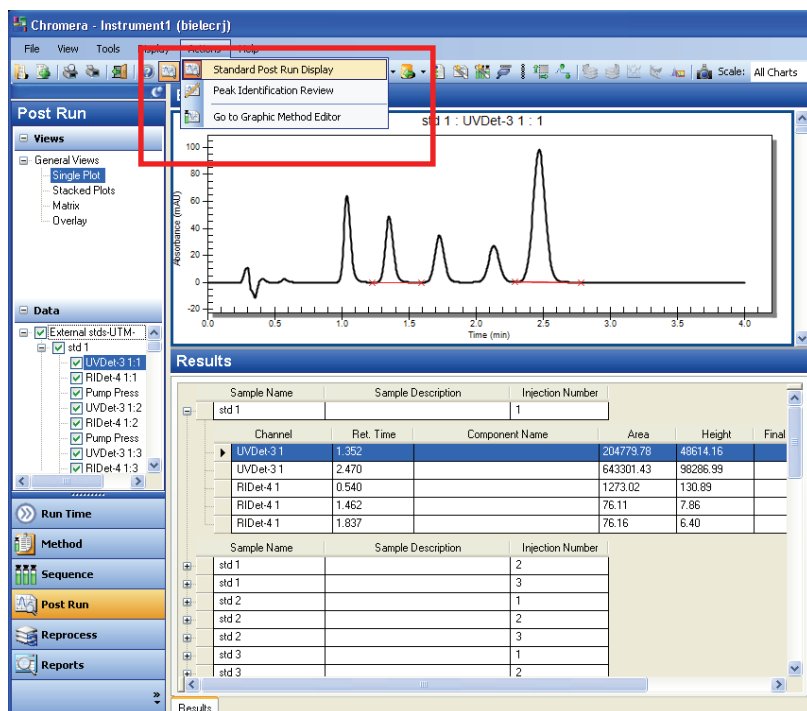 Chromera - Instrument1 (bielecrj)
File View Tools Display Actions Help
Scale: All Charts
Standard Post Run Display
Peak Identification Review
Go to Graphic Method Editor
Post Run
Views
General Views
Single Plot
Stacked Plots
Matrix
Overlay
Data
External stds-UTM-
std 1
UVDet-3 1:1
RIDet-4 1:1
Pump Press
UVDet-3 1:2
RIDet-4 1:2
Pump Press
UVDet-3 1:3
RIDet-4 1:3
Run Time
Method
Sequence
Post Run
Reprocess
Reports
std 1 : UVDet-3 1 : 1
Absorbance (mAU)
100
80
60
40
20
0
-20
0.0 0.5 1.0 1.5 2.0 2.5 3.0 3.5 4.0
Time (min)
Results
Sample Name Sample Description Injection Number
std 1 1
Channel Ret. Time Component Name Area Height Final
UVDet-3 1 1.352 204779.78 48614.16
UVDet-3 1 2.470 643301.43 98286.99
RIDet-4 1 0.540 1273.02 130.89
RIDet-4 1 1.462 76.11 7.86
RIDet-4 1 1.837 76.16 6.40
Sample Name Sample Description Injection Number
std 1 2
std 1 3
std 2 1
std 2 2
std 2 3
std 3 1
std 3 2
Results